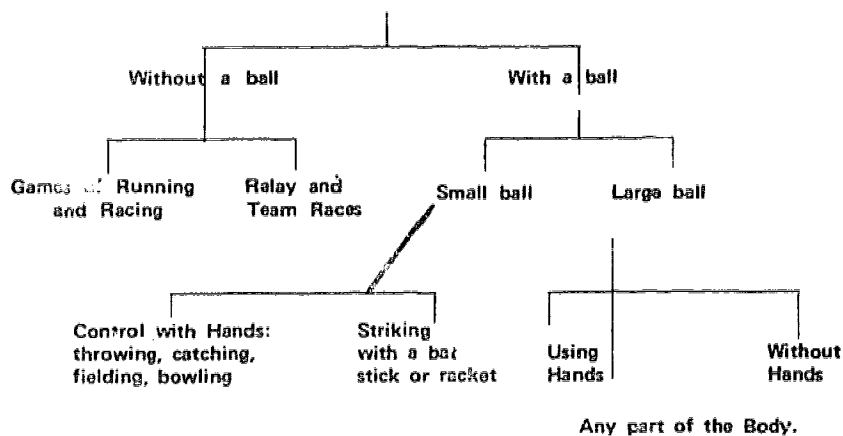 Without a ball
With a ball
Games of Running
and Racing
Relay and
Team Races
Small ball
Large ball
Control with Hands:
throwing, catching,
fielding, bowling
Striking
with a bat
stick or racket
Using
Hands
Without
Hands
Any part of the Body.